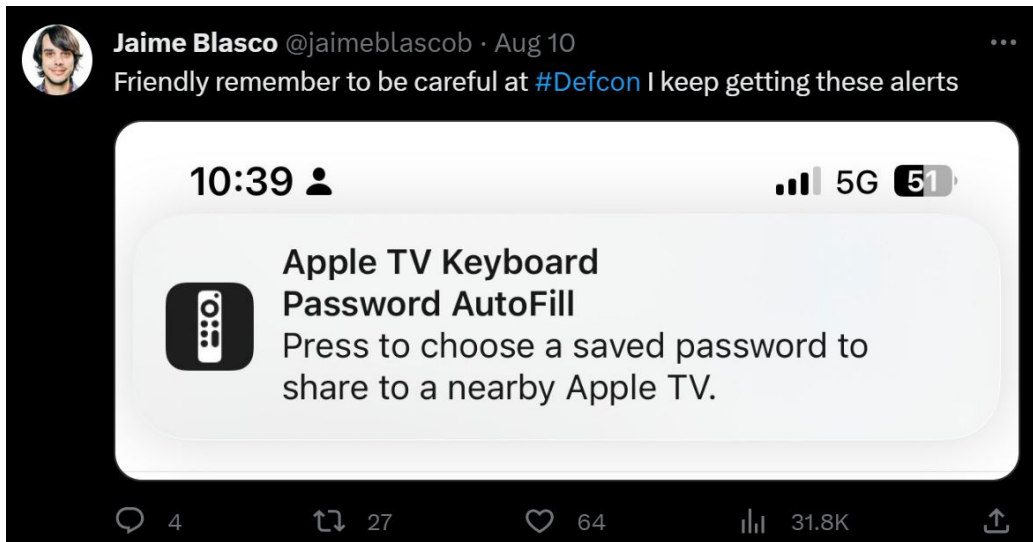 Jaime Blasco @jaimeblascob · Aug 10
Friendly remember to be careful at #Defcon I keep getting these alerts
10:39 5G 51
Apple TV Keyboard
Password AutoFill
Press to choose a saved password to
share to a nearby Apple TV.
4 27 64 31.8K